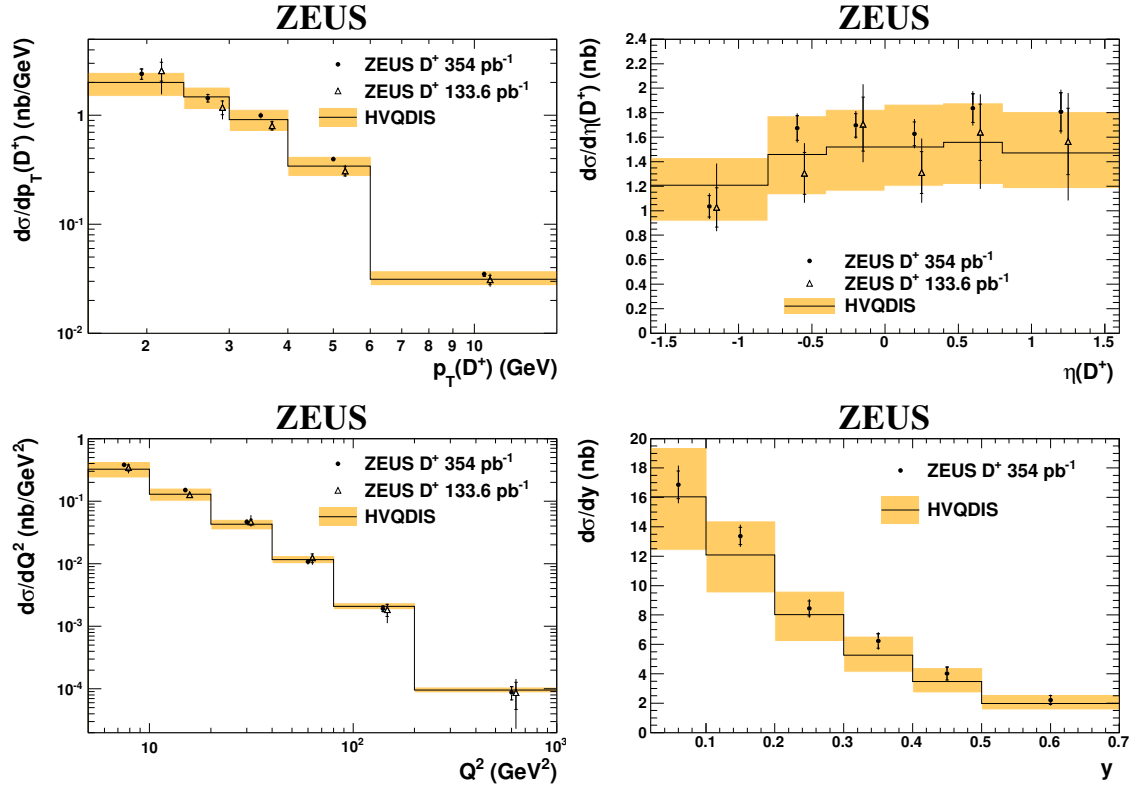 ZEUS
dσ/dp_T(D⁺) (nb/GeV)
1
10⁻¹
10⁻²
ZEUS D⁺ 354 pb⁻¹
ZEUS D⁺ 133.6 pb⁻¹
HVQDIS
2 3 4 5 6 7 8 9 10
p_T(D⁺) (GeV)
ZEUS
dσ/dη(D⁺) (nb)
2.4
2.2
2
1.8
1.6
1.4
1.2
1
0.8
0.6
0.4
0.2
0
ZEUS D⁺ 354 pb⁻¹
ZEUS D⁺ 133.6 pb⁻¹
HVQDIS
-1.5 -1 -0.5 0 0.5 1 1.5
η(D⁺)
ZEUS
dσ/dQ² (nb/GeV²)
1
10⁻¹
10⁻²
10⁻³
10⁻⁴
ZEUS D⁺ 354 pb⁻¹
ZEUS D⁺ 133.6 pb⁻¹
HVQDIS
10 10² 10³
Q² (GeV²)
ZEUS
dσ/dy (nb)
20
18
16
14
12
10
8
6
4
2
0
ZEUS D⁺ 354 pb⁻¹
HVQDIS
0.1 0.2 0.3 0.4 0.5 0.6 0.7
y